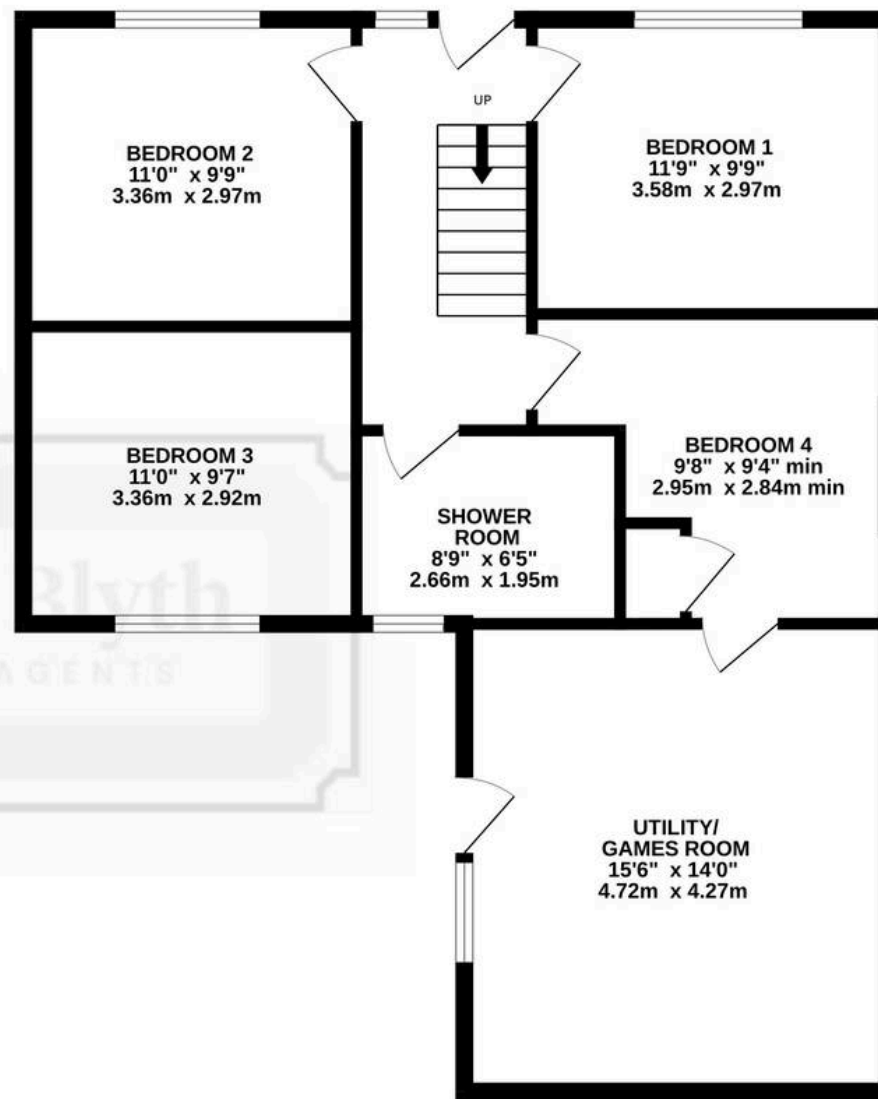 UP
BEDROOM 2
11'0" x 9'9"
3.36m x 2.97m
BEDROOM 1
11'9" x 9'9"
3.58m x 2.97m
BEDROOM 3
11'0" x 9'7"
3.36m x 2.92m
BEDROOM 4
9'8" x 9'4" min
2.95m x 2.84m min
SHOWER
ROOM
8'9" x 6'5"
2.66m x 1.95m
Blyth
AGENTS
UTILITY/
GAMES ROOM
15'6" x 14'0"
4.72m x 4.27m